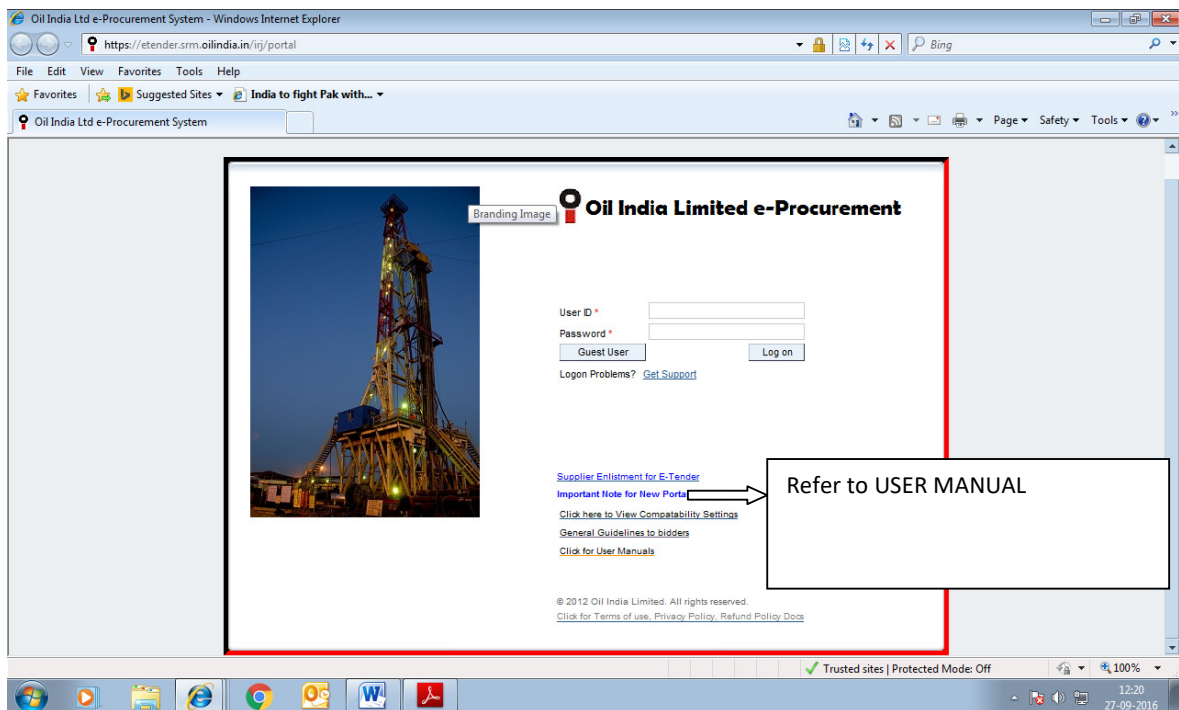 Oil India Ltd e-Procurement System - Windows Internet Explorer
https://etender.srm.oilindia.in/irj/portal
Bing
File Edit View Favorites Tools Help
Favorites Suggested Sites India to fight Pak with...
Oil India Ltd e-Procurement System
Page Safety Tools
Branding Image
Oil India Limited e-Procurement
User ID *
Password *
Guest User Log on
Logon Problems? Get Support
Supplier Enlistment for E-Tender
Important Note for New Porta
Refer to USER MANUAL
Click here to View Compatability Settings
General Guidelines to bidders
Click for User Manuals
© 2012 Oil India Limited. All rights reserved.
Click for Terms of use, Privacy Policy, Refund Policy Docs
Trusted sites | Protected Mode: Off 100%
12:20
27-09-2016